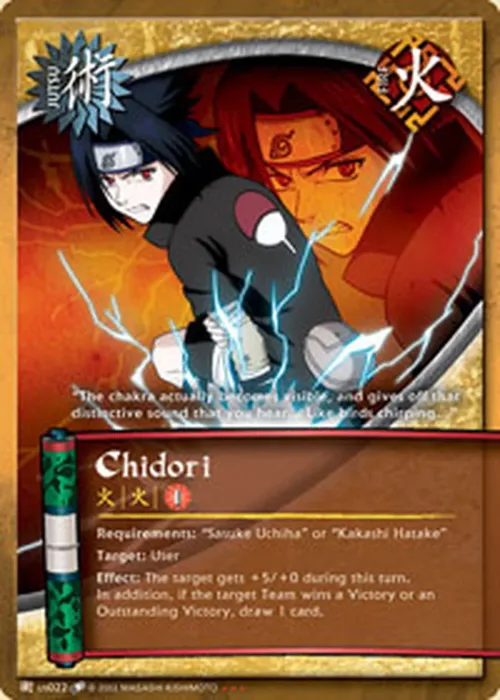 JUTSU
術
FIRE
火
"The chakra actually becomes visible, and gives off that
distinctive sound that you hear... Like birds chirping..."
Chidori
火 火 1
Requirements: "Sasuke Uchiha" or "Kakashi Hatake"
Target: User
Effect: The target gets +5/+0 during this turn.
In addition, if the target Team wins a Victory or an
Outstanding Victory, draw 1 card.
© 2002 MASASHI KISHIMOTO